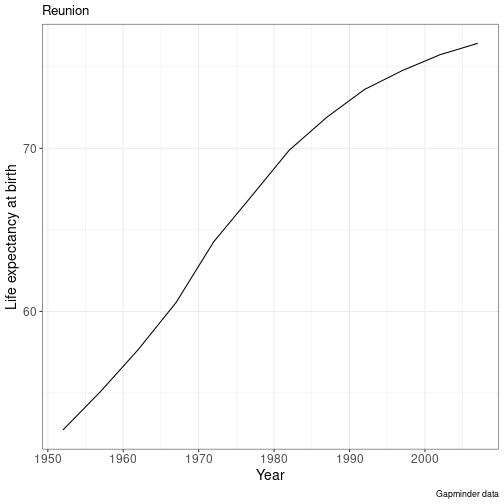 Reunion
70
60
Life expectancy at birth
1950 1960 1970 1980 1990 2000
Year
Gapminder data